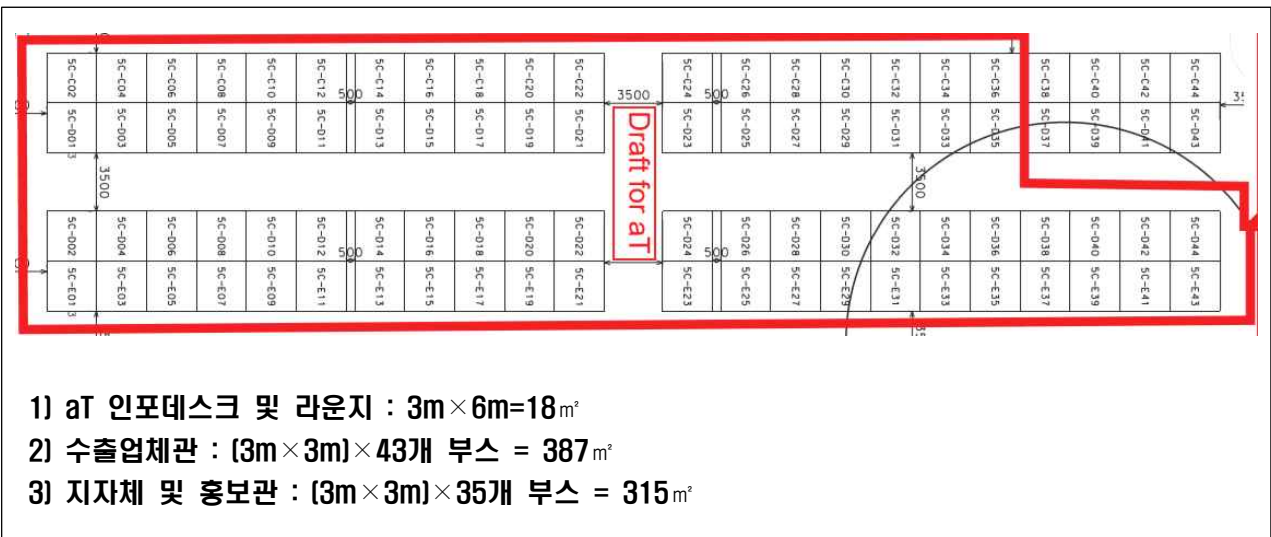 5C-C02 5C-C04 5C-C06 5C-C08 5C-C10 5C-C12 5C-C14 5C-C16 5C-C18 5C-C20 5C-C22 5C-C24 5C-C26 5C-C28 5C-C30 5C-C32 5C-C34 5C-C36 5C-C38 5C-C40 5C-C42 5C-C44
500 3500 500
5C-D01 5C-D03 5C-D05 5C-D07 5C-D09 5C-D11 5C-D13 5C-D15 5C-D17 5C-D19 5C-D21 5C-D23 5C-D25 5C-D27 5C-D29 5C-D31 5C-D33 5C-D35 5C-D37 5C-D39 5C-D41 5C-D43
Draft for aT
3500 3500
5C-D02 5C-D04 5C-D06 5C-D08 5C-D10 5C-D12 5C-D14 5C-D16 5C-D18 5C-D20 5C-D22 5C-D24 5C-D26 5C-D28 5C-D30 5C-D32 5C-D34 5C-D36 5C-D38 5C-D40 5C-D42 5C-D44
500 500
5C-E01 5C-E03 5C-E05 5C-E07 5C-E09 5C-E11 5C-E13 5C-E15 5C-E17 5C-E19 5C-E21 5C-E23 5C-E25 5C-E27 5C-E29 5C-E31 5C-E33 5C-E35 5C-E37 5C-E39 5C-E41 5C-E43
1) aT 인포데스크 및 라운지 : 3m×6m=18㎡
2) 수출업체관 : (3m×3m)×43개 부스 = 387㎡
3) 지자체 및 홍보관 : (3m×3m)×35개 부스 = 315㎡